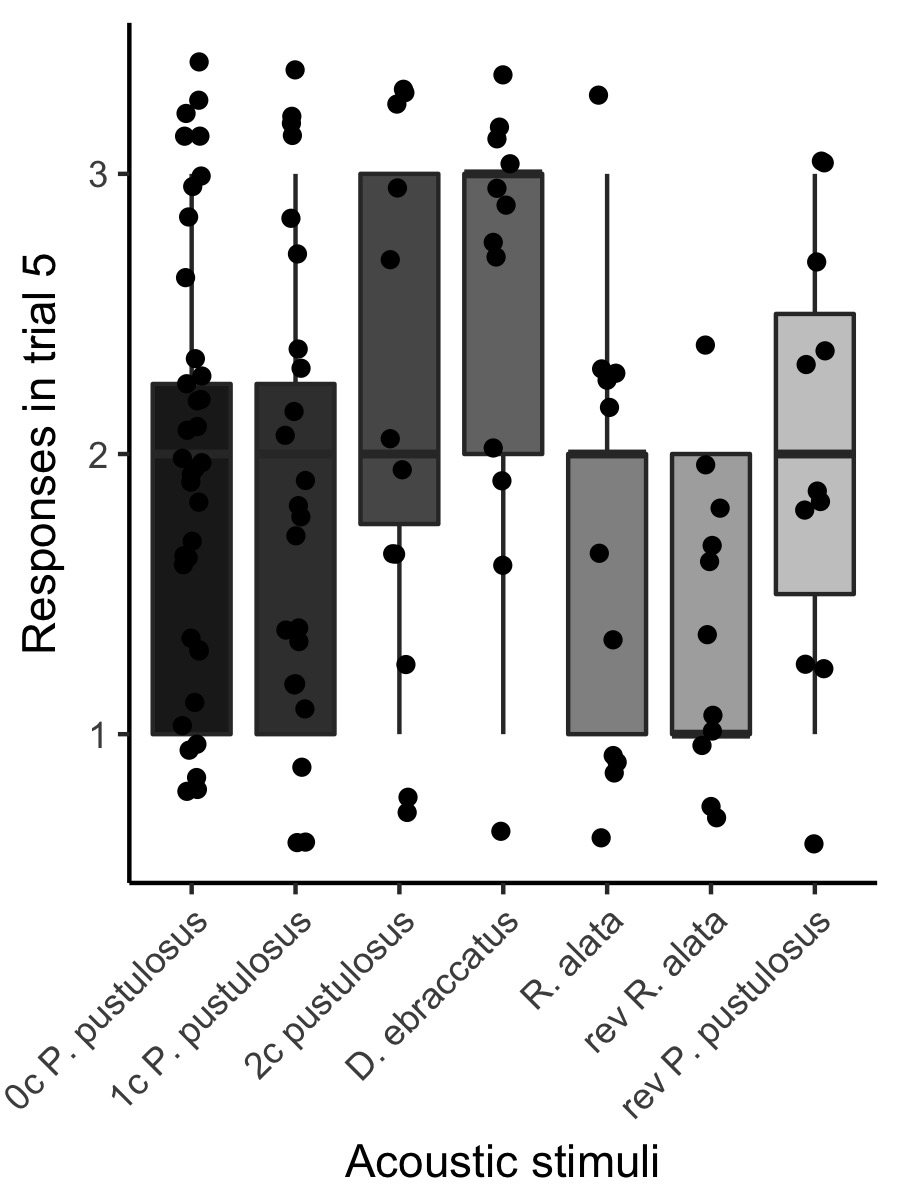 Responses in trial 5
3
2
1
0c P. pustulosus
1c P. pustulosus
2c pustulosus
D. ebraccatus
R. alata
rev R. alata
rev P. pustulosus
Acoustic stimuli